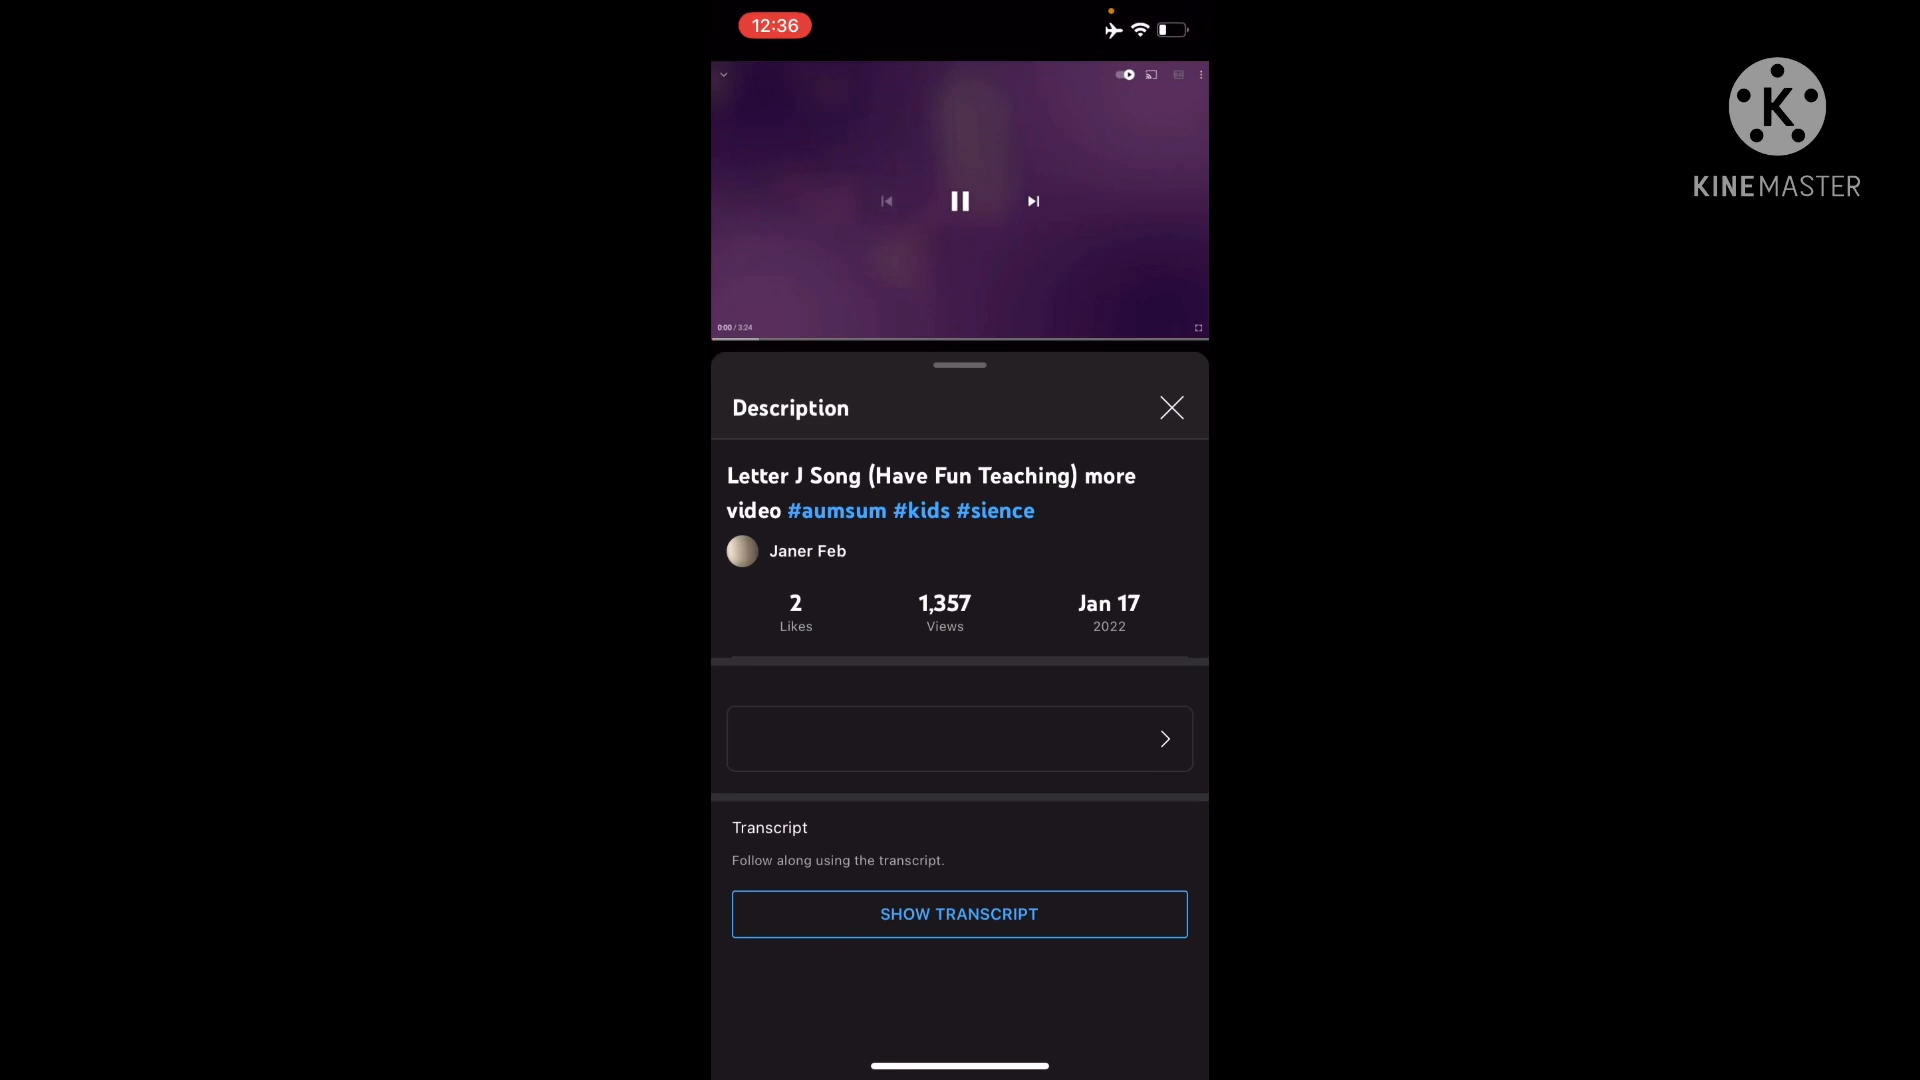 12:36
K
KINEMASTER
0:00 / 3:24
Description
Letter J Song (Have Fun Teaching) more
video #aumsum #kids #sience
Janer Feb
2 1,357 Jan 17
Likes Views 2022
Transcript
Follow along using the transcript.
SHOW TRANSCRIPT